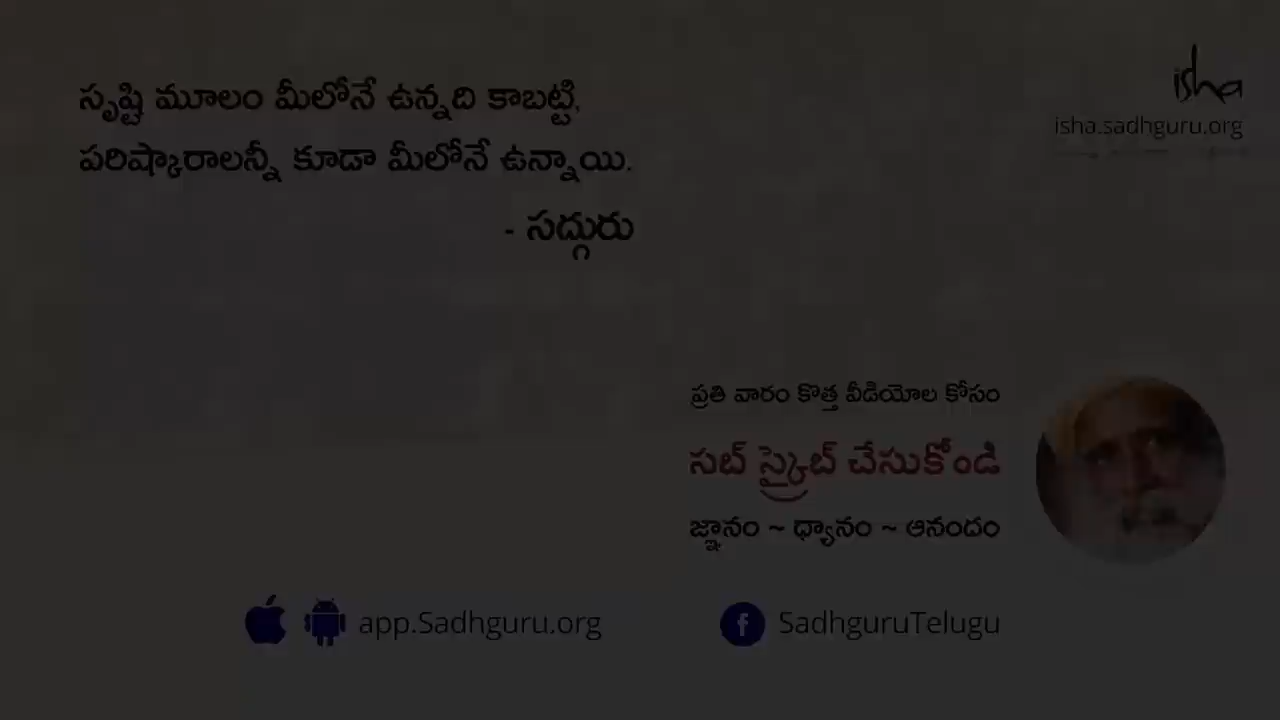 సృష్టి మూలం మీలోనే ఉన్నది కాబట్టి,
పరిష్కారాలన్నీ కూడా మీలోనే ఉన్నాయి.
- సద్గురు
isha
isha.sadhguru.org
ప్రతి వారం కొత్త వీడియోల కోసం
సబ్ స్క్రైబ్ చేసుకోండి
జ్ఞానం ~ ధ్యానం ~ ఆనందం
app.Sadhguru.org
SadhguruTelugu